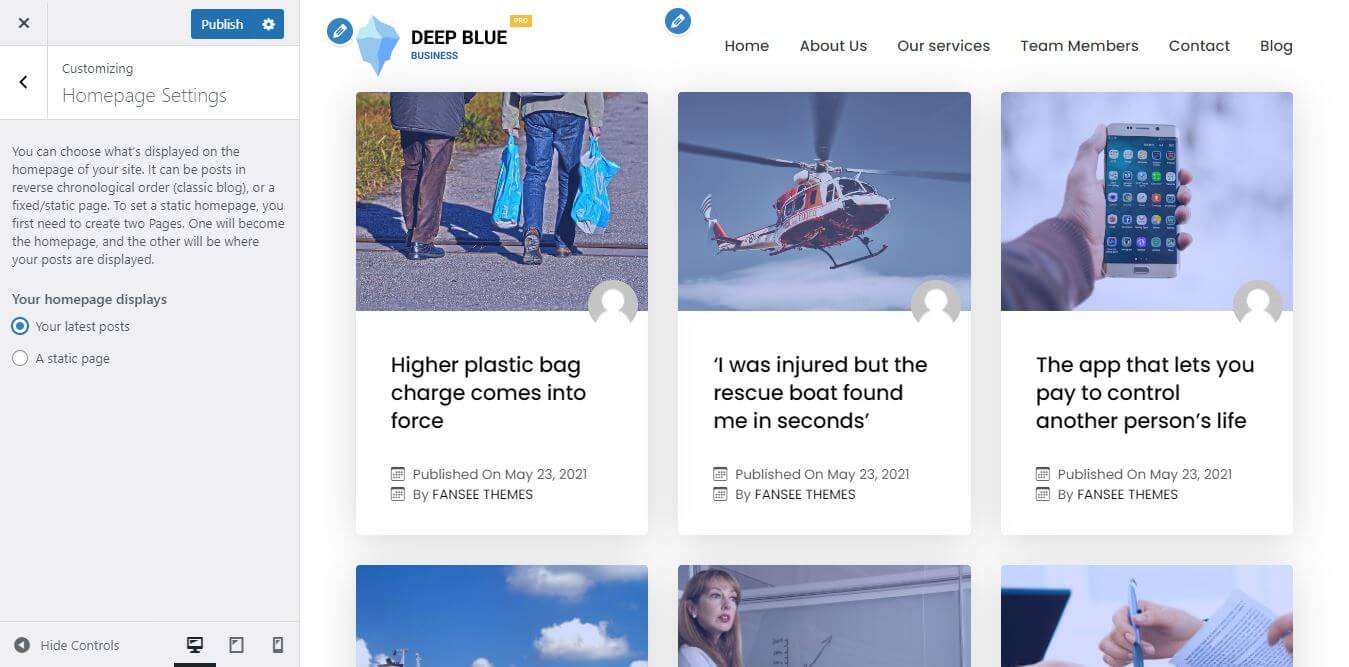 Publish
Customizing
Homepage Settings
You can choose what's displayed on the
homepage of your site. It can be posts in
reverse chronological order (classic blog), or a
fixed/static page. To set a static homepage, you
first need to create two Pages. One will become
the homepage, and the other will be where
your posts are displayed.
Your homepage displays
Your latest posts
A static page
Hide Controls
PRO
DEEP BLUE
BUSINESS
Home
About Us
Our services
Team Members
Contact
Blog
Higher plastic bag
charge comes into
force
Published On May 23, 2021
By FANSEE THEMES
‘I was injured but the
rescue boat found
me in seconds’
Published On May 23, 2021
By FANSEE THEMES
The app that lets you
pay to control
another person’s life
Published On May 23, 2021
By FANSEE THEMES